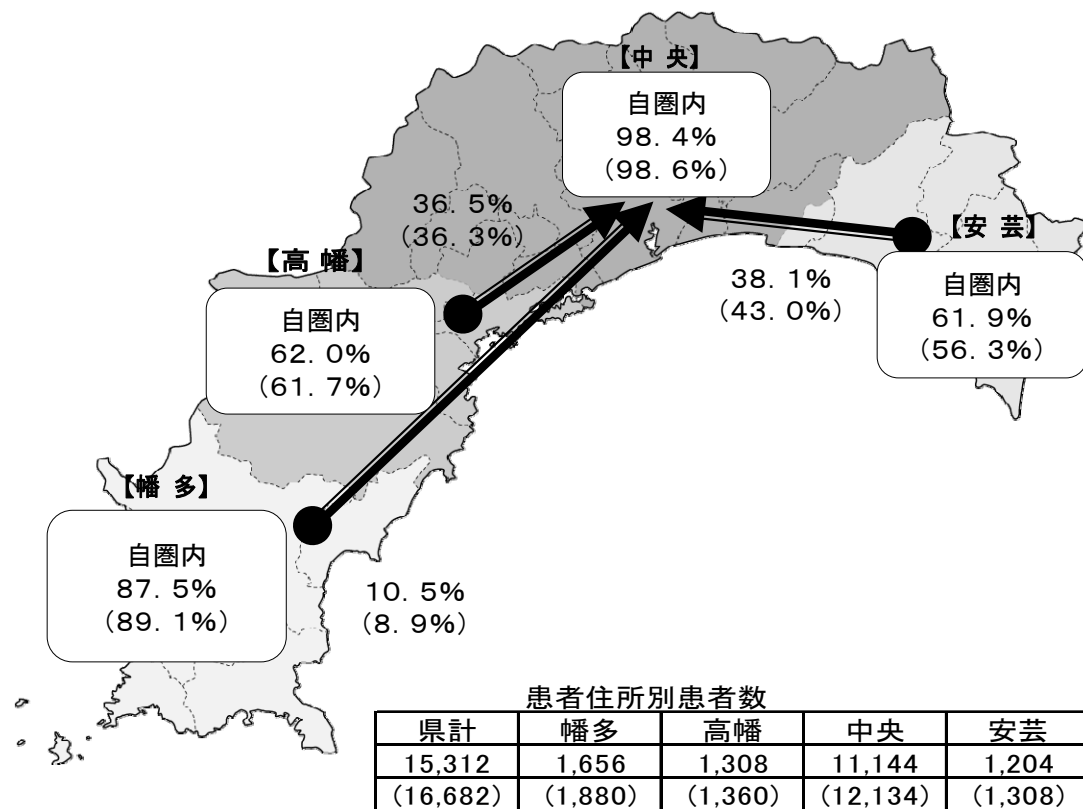 【中 央】
自圏内
98.4%
(98.6%)
36.5%
(36.3%)
【高 幡】
自圏内
62.0%
(61.7%)
【安 芸】
自圏内
61.9%
(56.3%)
38.1%
(43.0%)
【幡 多】
自圏内
87.5%
(89.1%)
10.5%
(8.9%)
患者住所別患者数
県計 幡多 高幡 中央 安芸
15,312 1,656 1,308 11,144 1,204
(16,682) (1,880) (1,360) (12,134) (1,308)